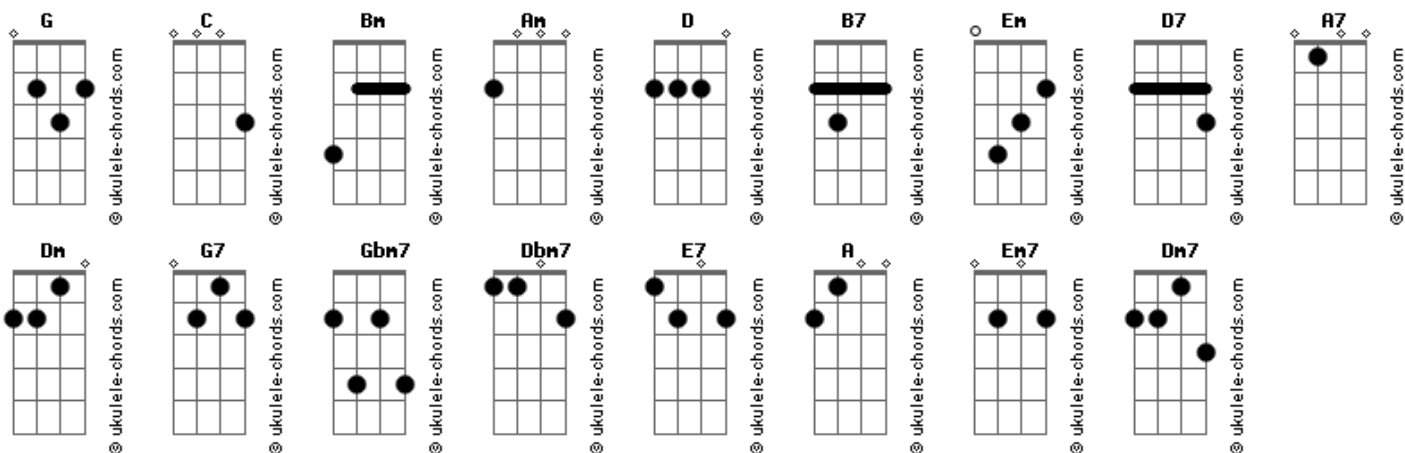 G C Bm Am D B7 Em D7 A7
© ukulele-chords.com © ukulele-chords.com © ukulele-chords.com © ukulele-chords.com © ukulele-chords.com © ukulele-chords.com © ukulele-chords.com © ukulele-chords.com © ukulele-chords.com
Dm G7 Gbm7 Dbm7 E7 A Em7 Dm7
© ukulele-chords.com © ukulele-chords.com © ukulele-chords.com © ukulele-chords.com © ukulele-chords.com © ukulele-chords.com © ukulele-chords.com © ukulele-chords.com